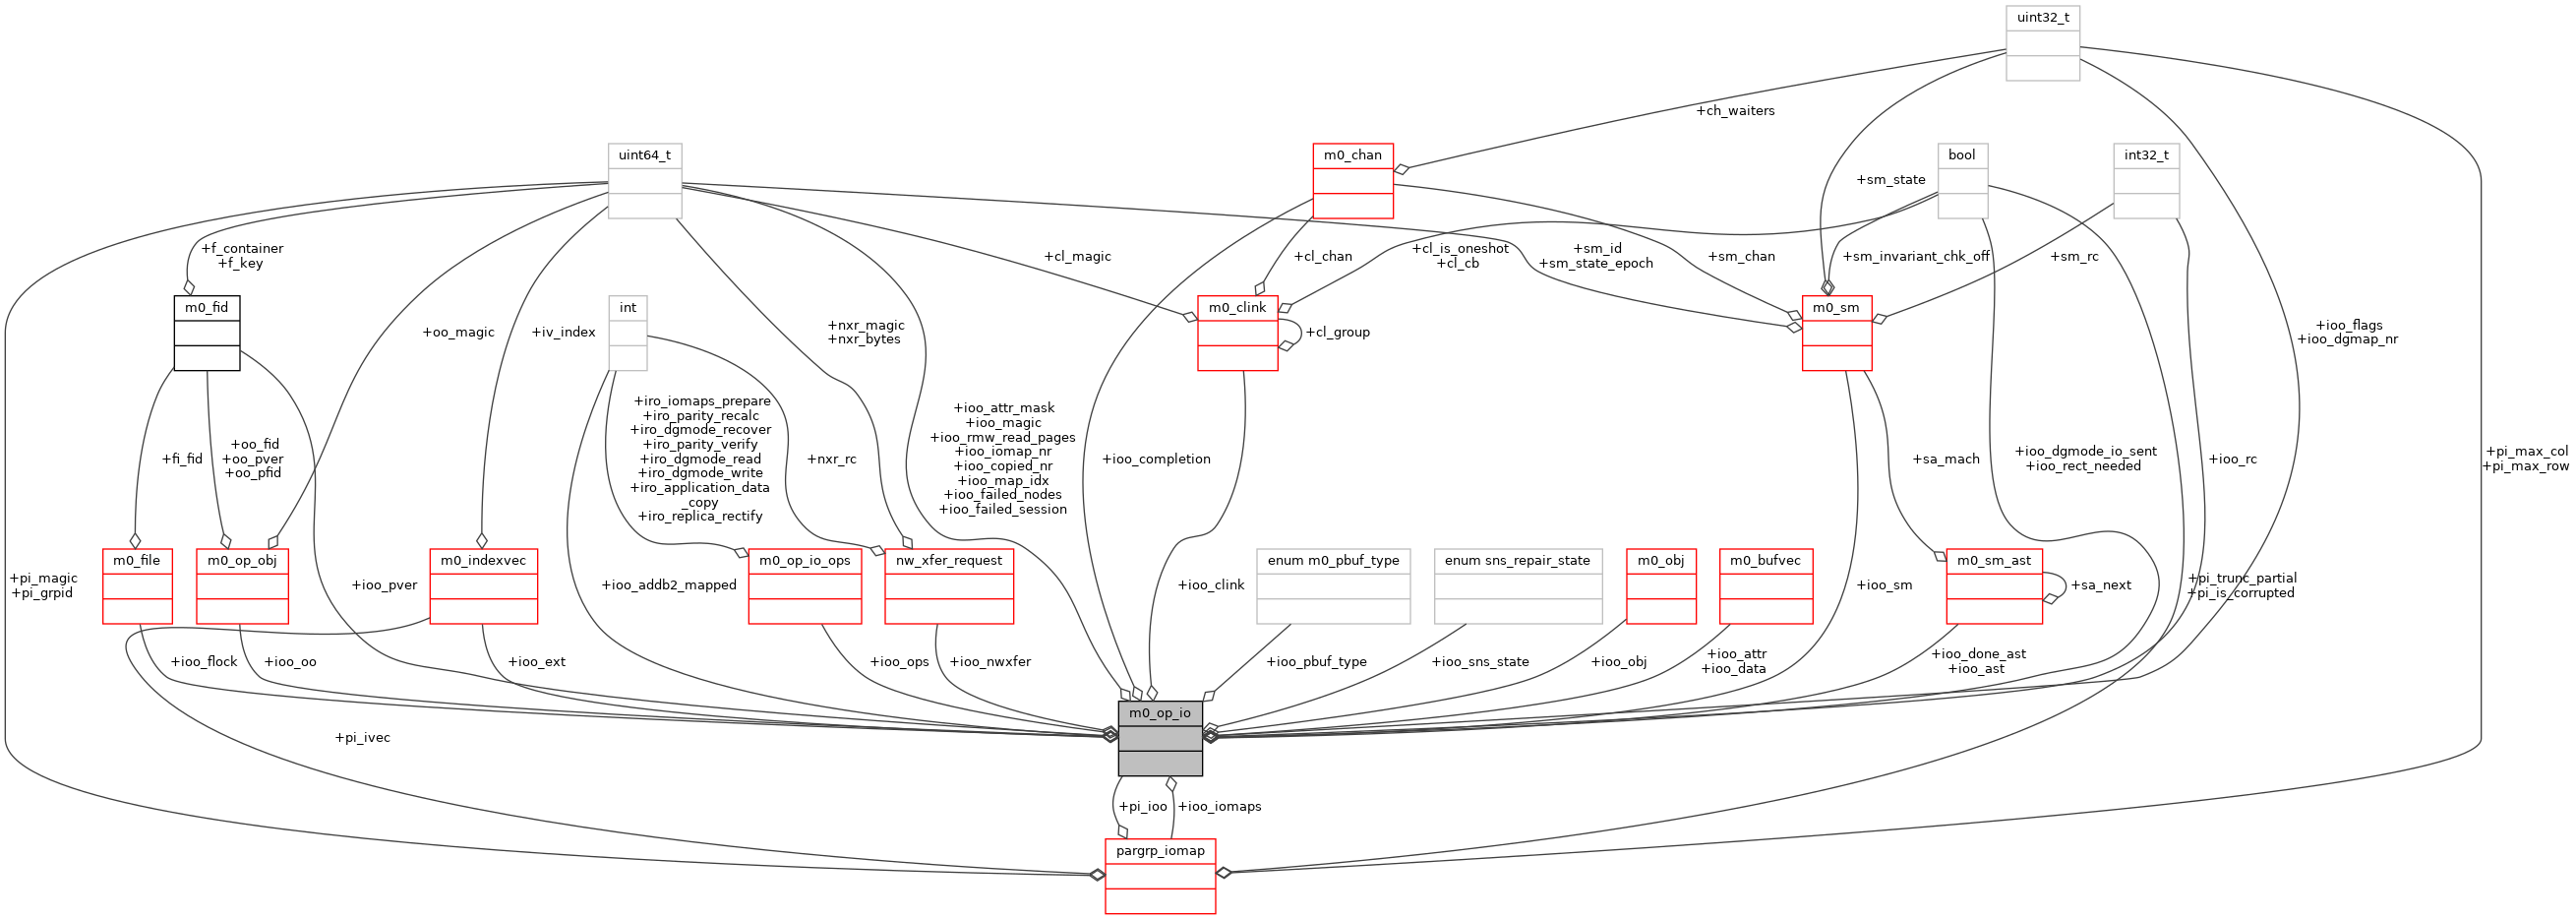 uint32_t
+ch_waiters
uint64_t
m0_chan
bool
int32_t
+sm_state
+f_container
+f_key
+cl_magic
+cl_chan
+cl_is_oneshot
+cl_cb
+sm_id
+sm_state_epoch
+sm_chan
+sm_invariant_chk_off
+sm_rc
m0_fid
int
m0_clink
m0_sm
+oo_magic
+iv_index
+nxr_magic
+nxr_bytes
+cl_group
+ioo_flags
+ioo_dgmap_nr
+fi_fid
+oo_fid
+oo_pver
+oo_pfid
+iro_iomaps_prepare
+iro_parity_recalc
+iro_dgmode_recover
+iro_parity_verify
+iro_dgmode_read
+iro_dgmode_write
+iro_application_data
_copy
+iro_replica_rectify
+nxr_rc
+ioo_attr_mask
+ioo_magic
+ioo_rmw_read_pages
+ioo_iomap_nr
+ioo_copied_nr
+ioo_map_idx
+ioo_failed_nodes
+ioo_failed_session
+ioo_completion
+sa_mach
+ioo_dgmode_io_sent
+ioo_rect_needed
+ioo_rc
+pi_max_col
+pi_max_row
m0_file
m0_op_obj
m0_indexvec
m0_op_io_ops
nw_xfer_request
enum m0_pbuf_type
enum sns_repair_state
m0_obj
m0_bufvec
m0_sm_ast
+pi_magic
+pi_grpid
+ioo_pver
+ioo_addb2_mapped
+ioo_clink
+ioo_sm
+sa_next
+pi_trunc_partial
+pi_is_corrupted
+ioo_flock
+ioo_oo
+ioo_ext
+ioo_ops
+ioo_nwxfer
+ioo_pbuf_type
+ioo_sns_state
+ioo_obj
+ioo_attr
+ioo_data
+ioo_done_ast
+ioo_ast
m0_op_io
+pi_ivec
+pi_ioo
+ioo_iomaps
pargrp_iomap